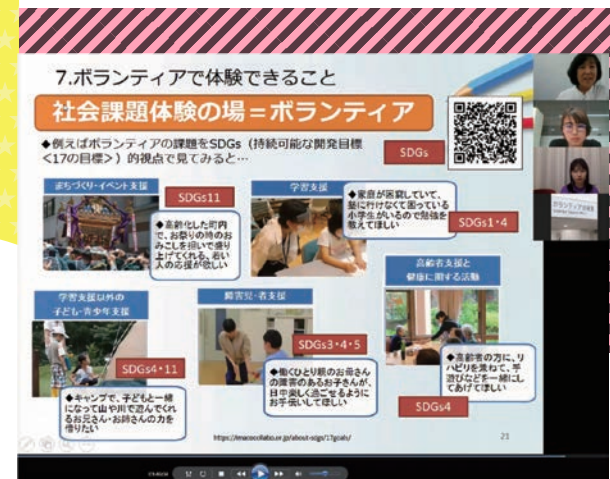 7.ボランティアで体験できること
社会課題体験の場＝ボランティア
◆例えばボランティアの課題をSDGs（持続可能な開発目標
<17の目標>）的視点で見てみると…
SDGs
まちづくり・イベント支援
SDGs11
◆高齢化した町内
で、お祭りの時のお
みこしを担いで盛り
上げてくれる、若い
人の応援が欲しい
学習支援
◆家庭が困窮していて、
塾に行けなくて困っている
小学生がいるので勉強を
教えてほしい
SDGs1・4
学習支援以外の
子ども・青少年支援
SDGs4・11
◆キャンプで、子どもと一緒
になって山や川で遊んでくれ
るお兄さん・お姉さんの力を
借りたい
障害児・者支援
SDGs3・4・5
◆働くひとり親のお母さん
の障害のあるお子さんが、
日中楽しく過ごせるように
お手伝いしてほしい
高齢者支援と
健康に関する活動
◆高齢者の方に、リ
ハビリを兼ねて、手
遊びなどを一緒にし
てあげてほしい
SDGs4
21